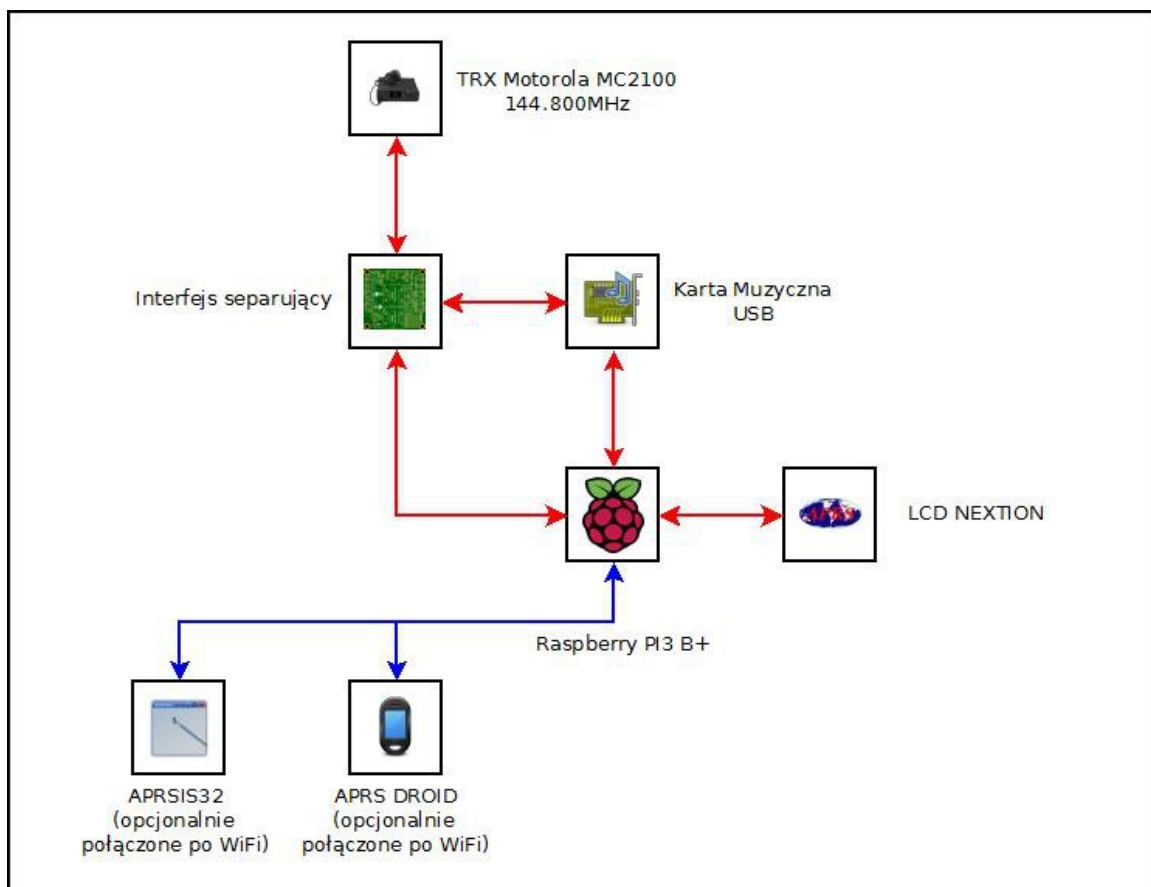 TRX Motorola MC2100
144.800MHz
Interfejs separujący
Karta Muzyczna
USB
APRS
LCD NEXTION
Raspberry PI3 B+
APRSIS32
(opcjonalnie
połączone po WiFi)
APRS DROID
(opcjonalnie
połączone po WiFi)